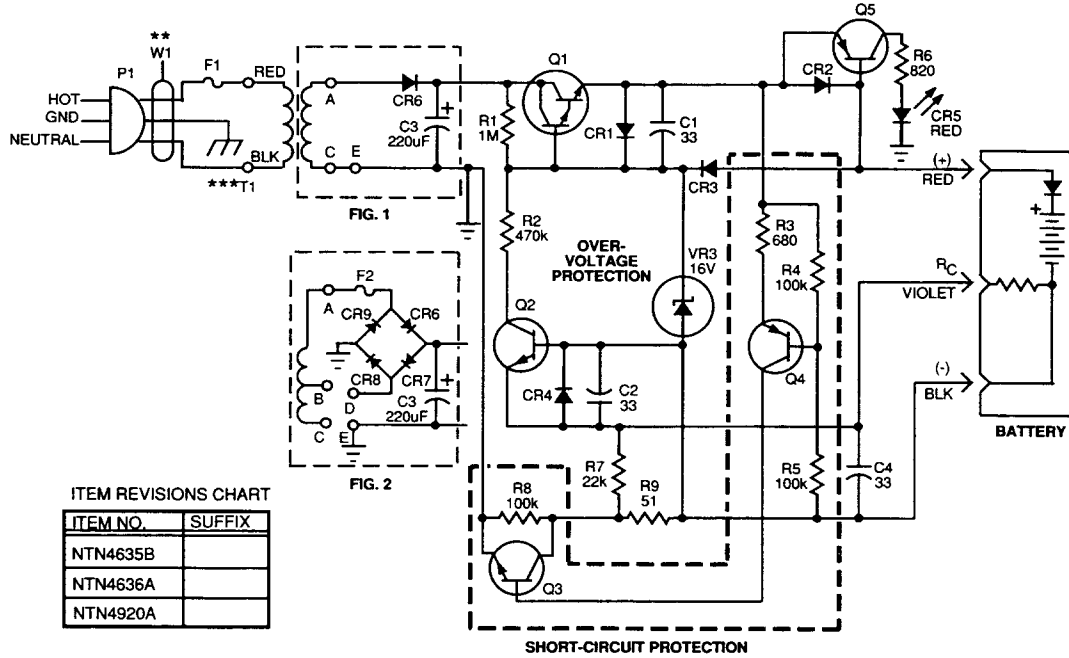 Q5
**
W1
P1
F1
RED
HOT
GND
NEUTRAL
BLK
***T1
A
CR6
+
C3
220uF
C
E
FIG. 1
Q1
R1
1M
CR1
C1
33
CR2
R6
820
CR5
RED
CR3
(+)
RED
R2
470k
OVER-
VOLTAGE
PROTECTION
VR3
16V
R3
680
R4
100k
+
RC
VIOLET
F2
A
CR9
CR6
CR8
CR7
+
B
D
C3
220uF
C
E
FIG. 2
Q2
CR4
C2
33
Q4
(-)
BLK
BATTERY
R7
22k
R9
51
R5
100k
C4
33
R8
100k
Q3
ITEM REVISIONS CHART
ITEM NO. SUFFIX
NTN4635B
NTN4636A
NTN4920A
SHORT-CIRCUIT PROTECTION